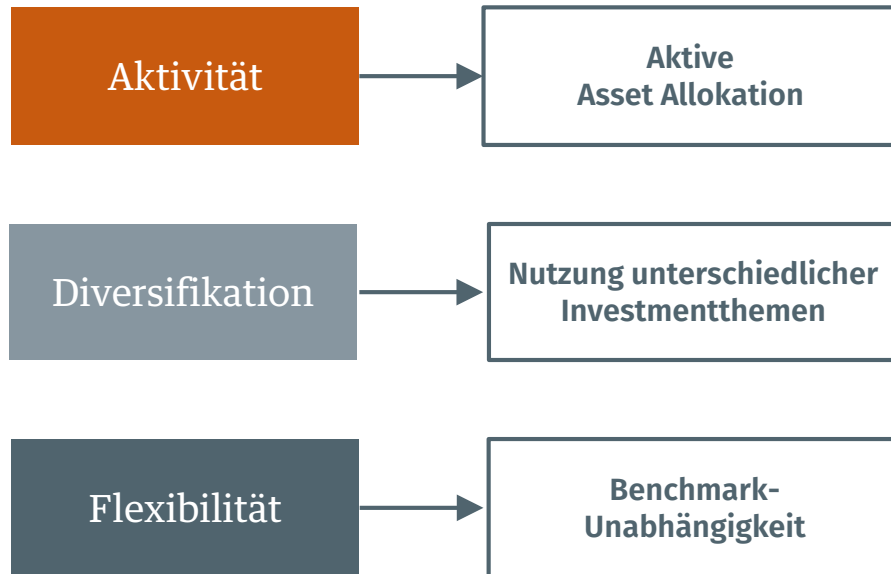 Aktivität
Aktive
Asset Allokation
Diversifikation
Nutzung unterschiedlicher
Investmentthemen
Flexibilität
Benchmark-
Unabhängigkeit